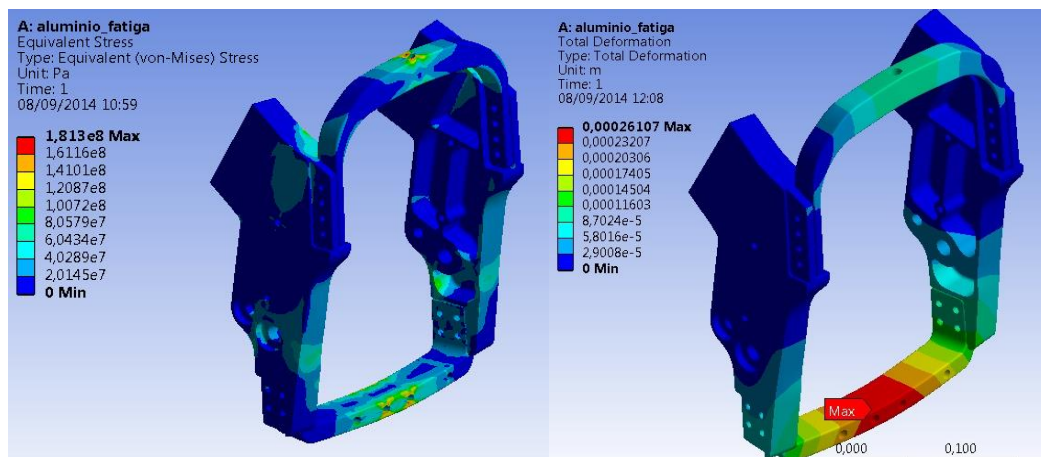 A: aluminio_fatiga
Equivalent Stress
Type: Equivalent (von-Mises) Stress
Unit: Pa
Time: 1
08/09/2014 10:59
1,813e8 Max
1,6116e8
1,4101e8
1,2087e8
1,0072e8
8,0579e7
6,0434e7
4,0289e7
2,0145e7
0 Min
A: aluminio_fatiga
Total Deformation
Type: Total Deformation
Unit: m
Time: 1
08/09/2014 12:08
0,00026107 Max
0,00023207
0,00020306
0,00017405
0,00014504
0,00011603
8,7024e-5
5,8016e-5
2,9008e-5
0 Min
Max
0,000 0,100